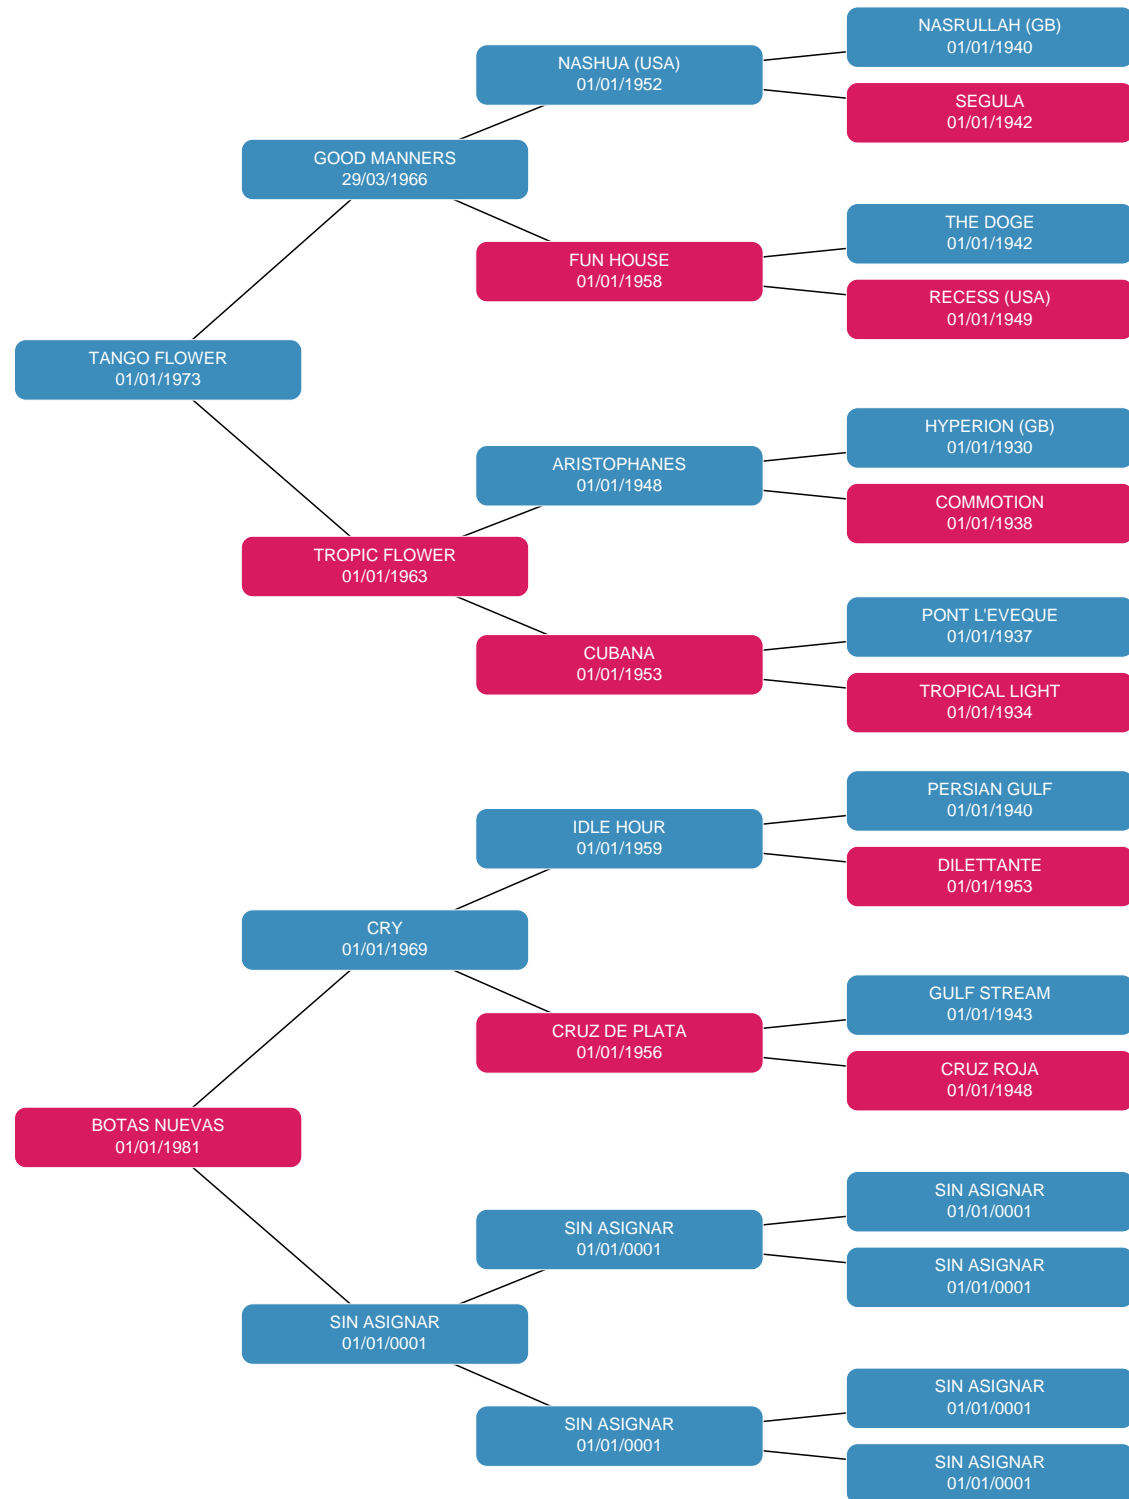 NASRULLAH (GB)
01/01/1940
NASHUA (USA)
01/01/1952
SEGULA
01/01/1942
GOOD MANNERS
29/03/1966
THE DOGE
01/01/1942
FUN HOUSE
01/01/1958
RECESS (USA)
01/01/1949
TANGO FLOWER
01/01/1973
HYPERION (GB)
01/01/1930
ARISTOPHANES
01/01/1948
COMMOTION
01/01/1938
TROPIC FLOWER
01/01/1963
PONT L'EVEQUE
01/01/1937
CUBANA
01/01/1953
TROPICAL LIGHT
01/01/1934
PERSIAN GULF
01/01/1940
IDLE HOUR
01/01/1959
DILETTANTE
01/01/1953
CRY
01/01/1969
GULF STREAM
01/01/1943
CRUZ DE PLATA
01/01/1956
CRUZ ROJA
01/01/1948
BOTAS NUEVAS
01/01/1981
SIN ASIGNAR
01/01/0001
SIN ASIGNAR
01/01/0001
SIN ASIGNAR
01/01/0001
SIN ASIGNAR
01/01/0001
SIN ASIGNAR
01/01/0001
SIN ASIGNAR
01/01/0001
SIN ASIGNAR
01/01/0001